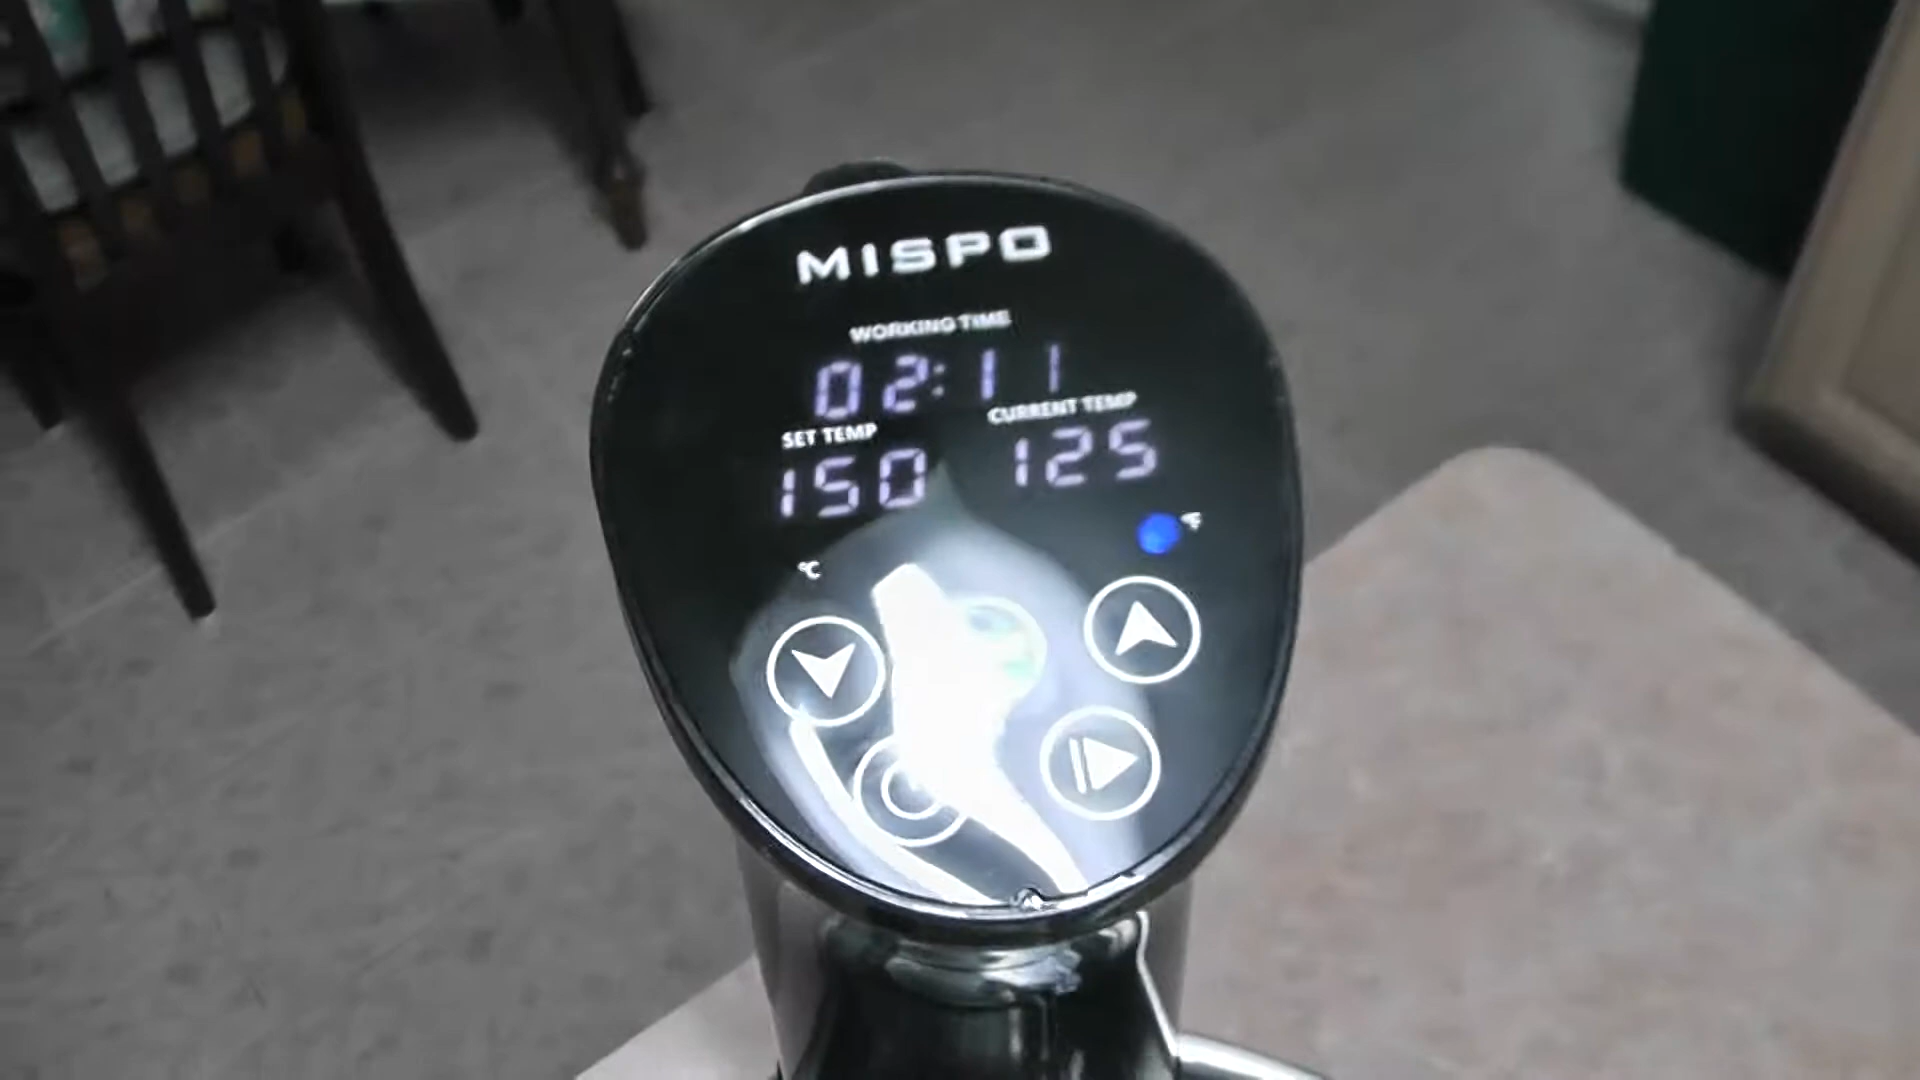 MISPO
WORKING TIME
02:11
SET TEMP
CURRENT TEMP
150
125
°F
°C